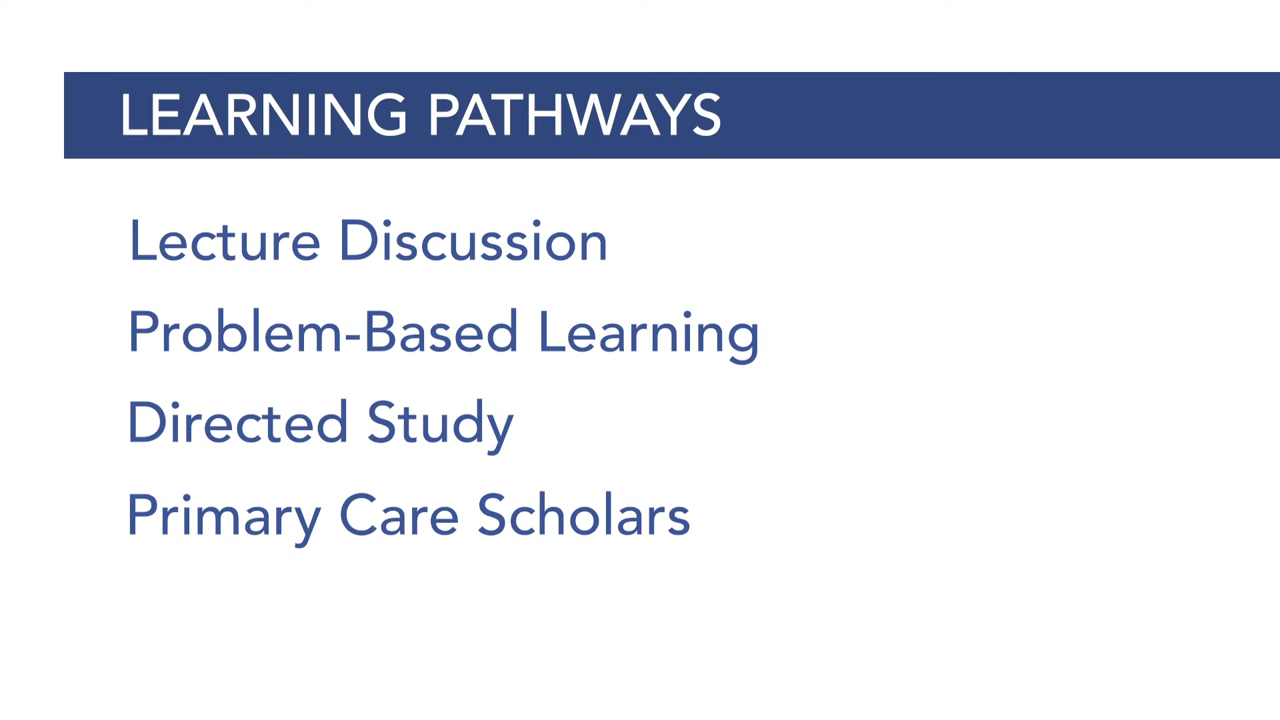 LEARNING PATHWAYS
Lecture Discussion
Problem-Based Learning
Directed Study
Primary Care Scholars